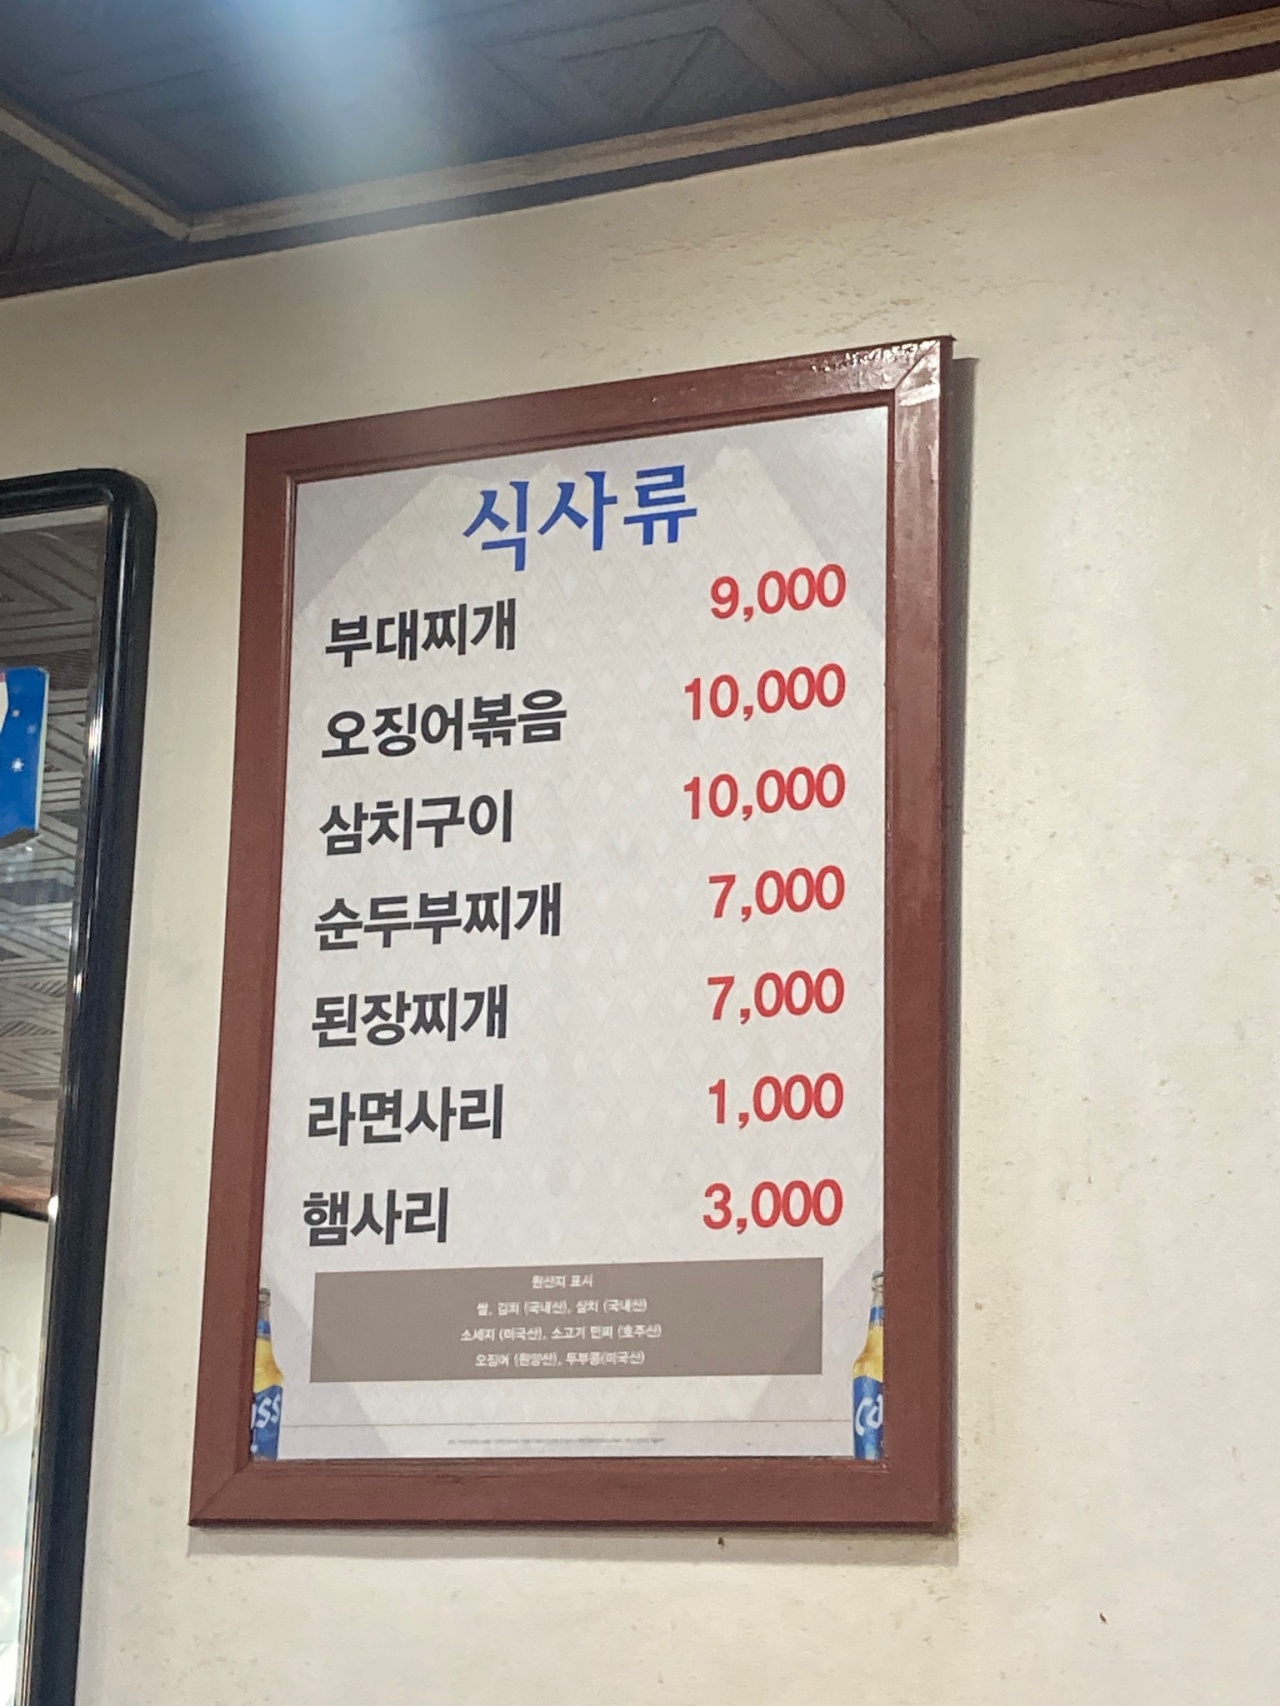 식사류
부대찌개 9,000
오징어볶음 10,000
삼치구이 10,000
순두부찌개 7,000
된장찌개 7,000
라면사리 1,000
햄사리 3,000
원산지 표시
쌀, 김치 (국내산), 삼치 (국내산)
소세지 (미국산), 소고기 민찌 (호주산)
오징어 (원양산), 두부콩(미국산)